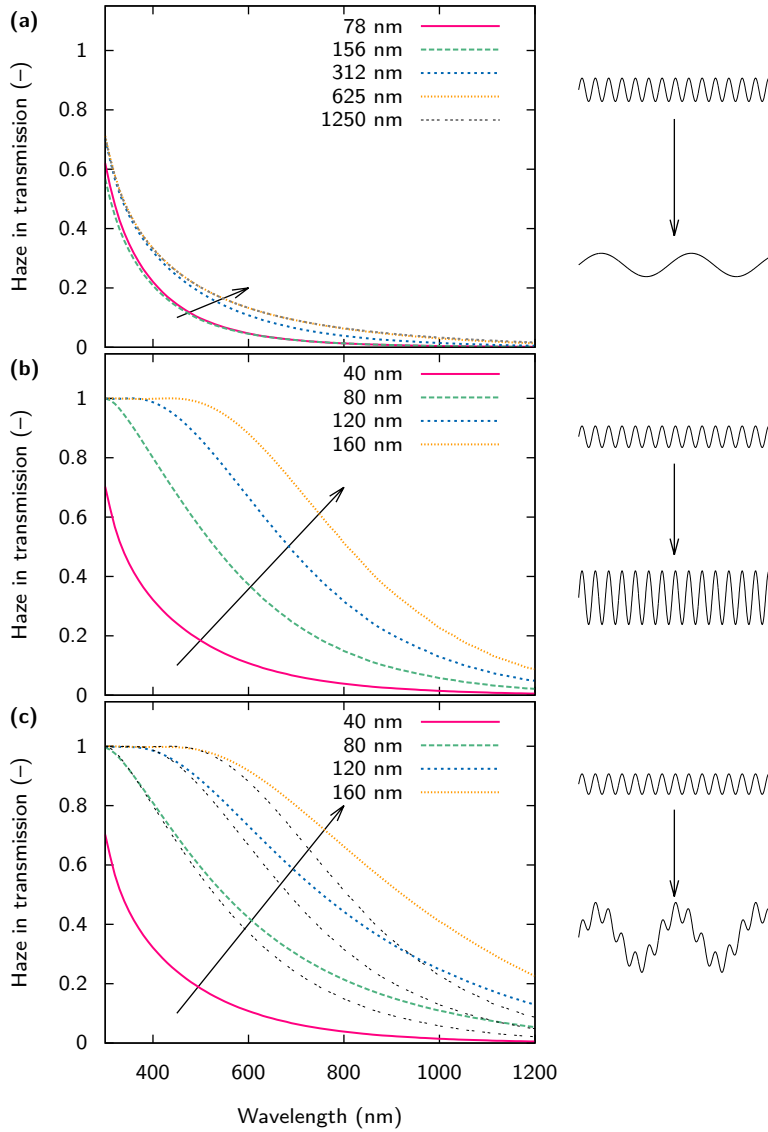 (a)
Haze in transmission (−)
1
0.8
0.6
0.4
0.2
0
78 nm
156 nm
312 nm
625 nm
1250 nm
(b)
Haze in transmission (−)
1
0.8
0.6
0.4
0.2
0
40 nm
80 nm
120 nm
160 nm
(c)
Haze in transmission (−)
1
0.8
0.6
0.4
0.2
0
40 nm
80 nm
120 nm
160 nm
400 600 800 1000 1200
Wavelength (nm)